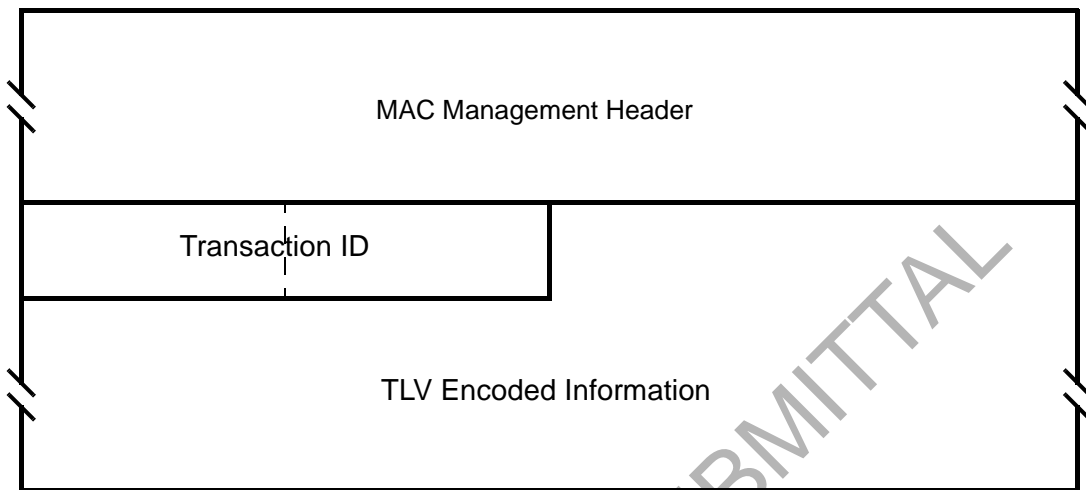 MAC Management Header
Transaction ID
TLV Encoded Information